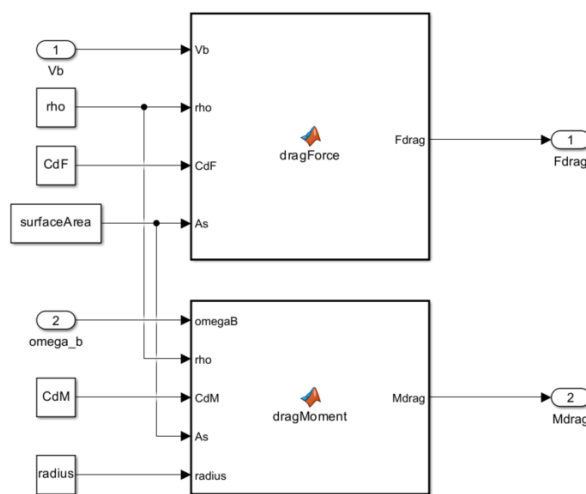 1
Vb
rho
CdF
surfaceArea
Vb
rho
CdF
As
dragForce
Fdrag
1
Fdrag
2
omega_b
CdM
radius
omegaB
rho
CdM
As
radius
dragMoment
Mdrag
2
Mdrag